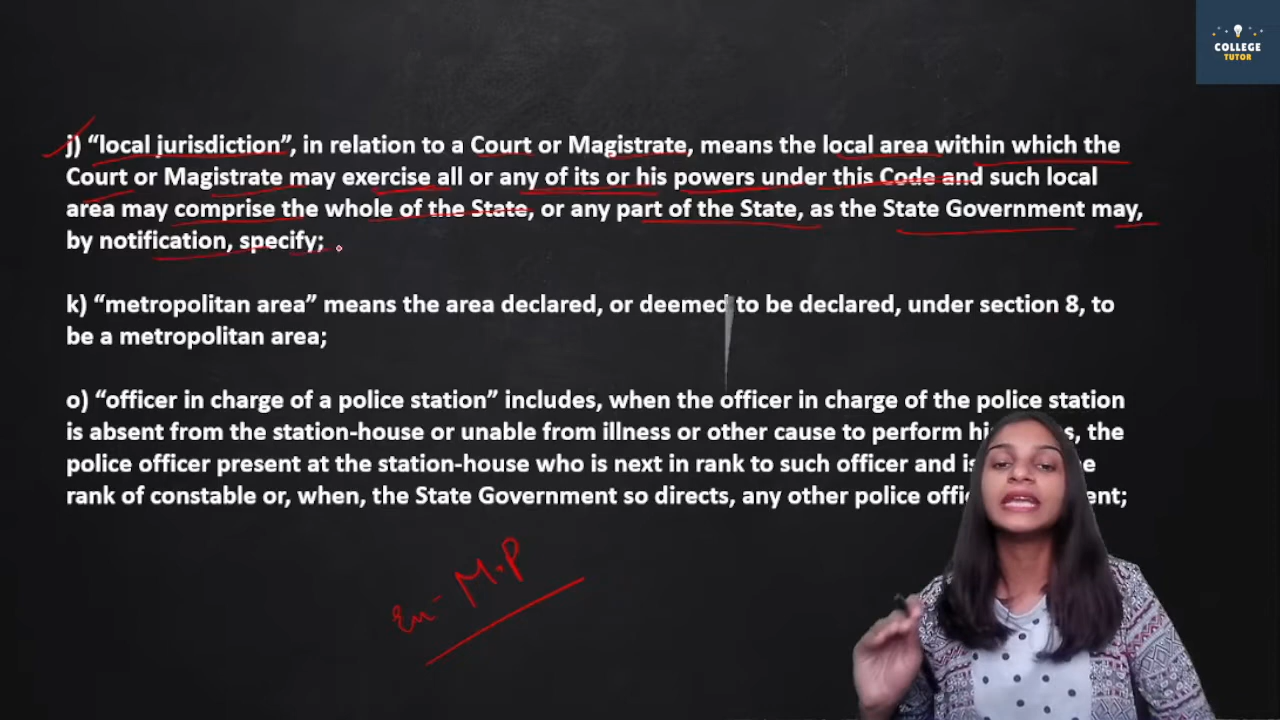 COLLEGE
TUTOR
j) “local jurisdiction”, in relation to a Court or Magistrate, means the local area within which the
Court or Magistrate may exercise all or any of its or his powers under this Code and such local
area may comprise the whole of the State, or any part of the State, as the State Government may,
by notification, specify;
k) “metropolitan area” means the area declared, or deemed to be declared, under section 8, to
be a metropolitan area;
o) “officer in charge of a police station” includes, when the officer in charge of the police station
is absent from the station-house or unable from illness or other cause to perform the
police officer present at the station-house who is next in rank to such officer and
rank of constable or, when, the State Government so directs, any other police
M.P